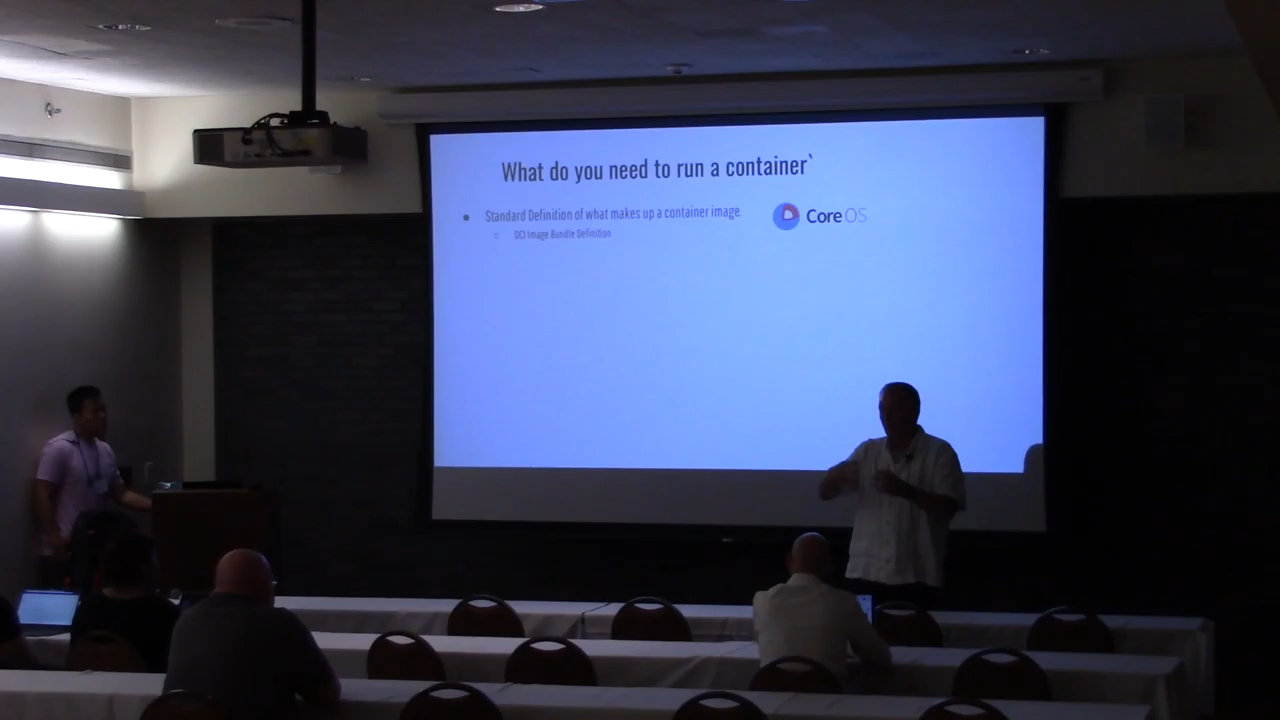 What do you need to run a container`
Standard Definition of what makes up a container image.
CoreOS
OCI Image Bundle Definition